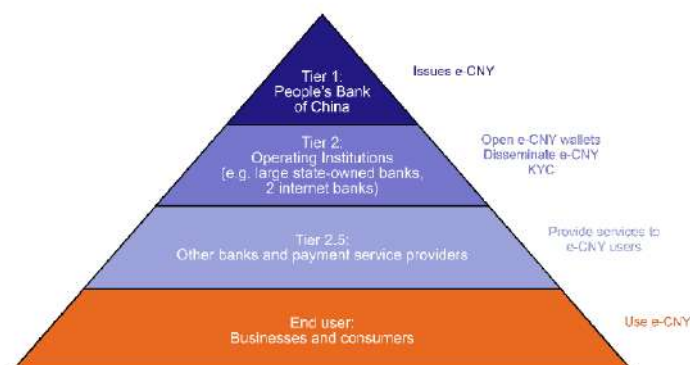 Tier 1:
People's Bank
of China
Issues e-CNY
Tier 2:
Operating Institutions
(e.g. large state-owned banks,
2 internet banks)
Open e-CNY wallets
Disseminate e-CNY
KYC
Tier 2.5:
Other banks and payment service providers
Provide services to
e-CNY users
End user:
Businesses and consumers
Use e-CNY